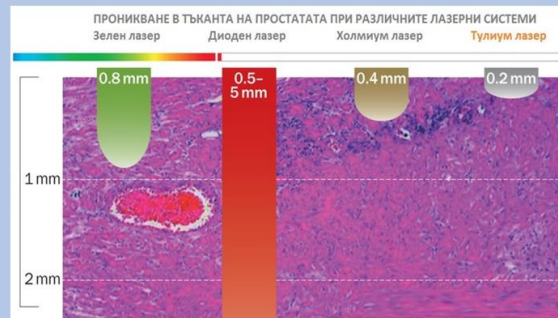 ПРОНИКВАНЕ В ТЪКАНТА НА ПРОСТАТАТА ПРИ РАЗЛИЧНИТЕ ЛАЗЕРНИ СИСТЕМИ
Зелен лазер Диоден лазер Холмиум лазер Тулиум лазер
0.8 mm 0.5– 0.4 mm 0.2 mm
5 mm
1 mm
2 mm